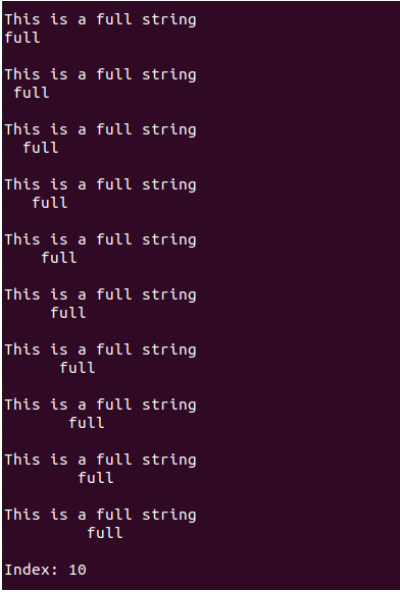 This is a full string
full
This is a full string
 full
This is a full string
  full
This is a full string
   full
This is a full string
    full
This is a full string
     full
This is a full string
      full
This is a full string
       full
This is a full string
        full
This is a full string
         full
Index: 10